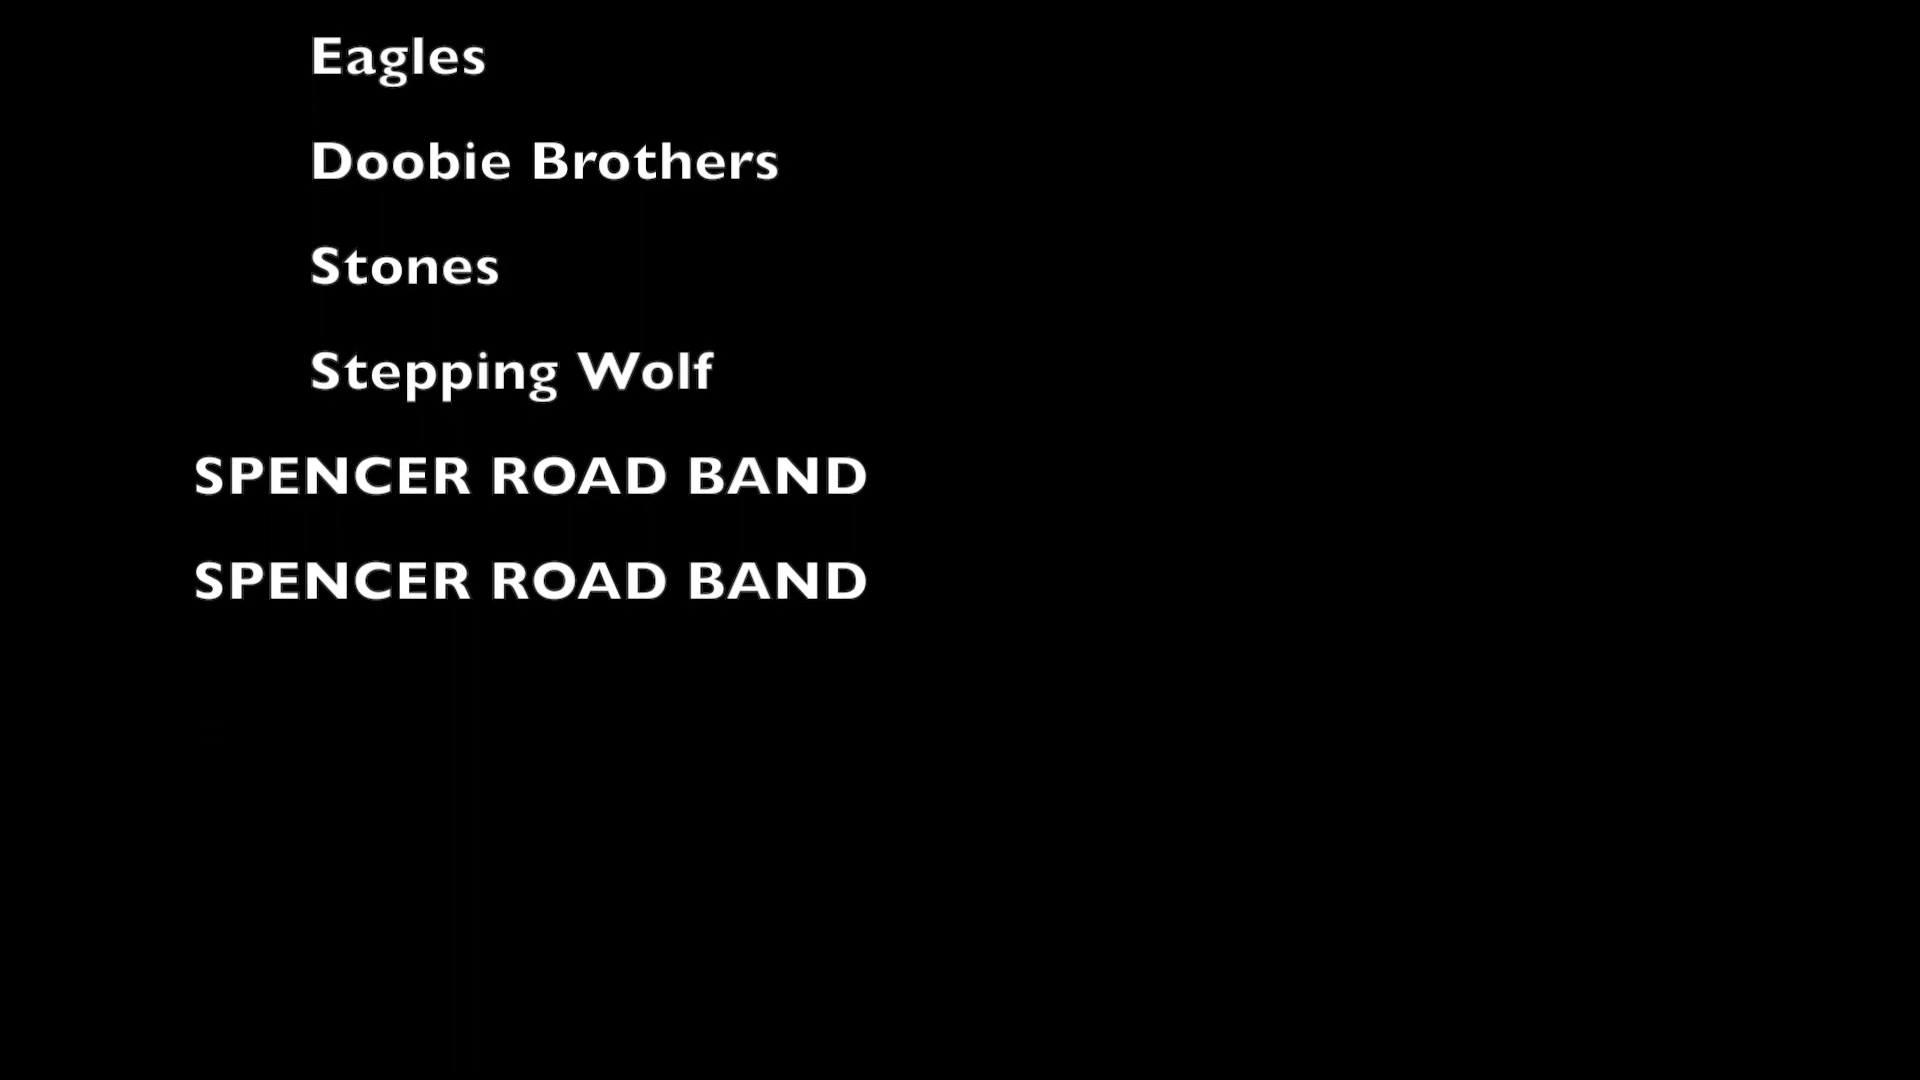 Eagles
Doobie Brothers
Stones
Stepping Wolf
SPENCER ROAD BAND
SPENCER ROAD BAND